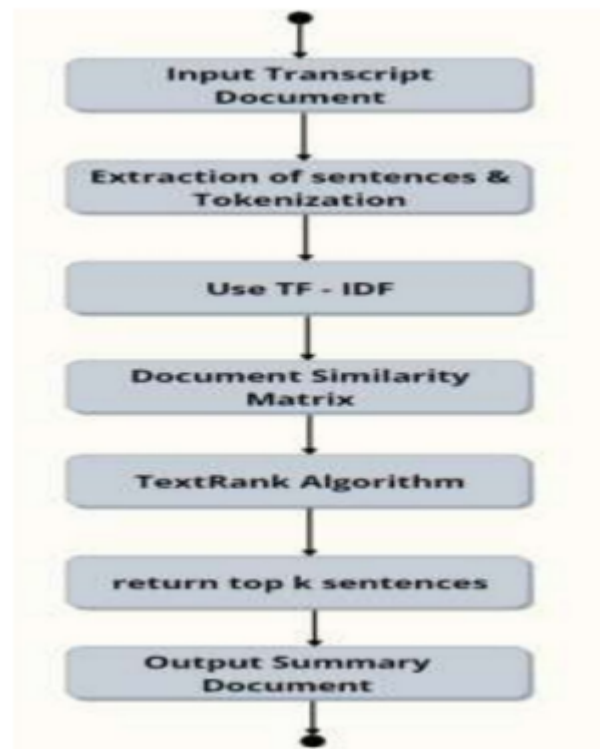 Input Transcript
Document
Extraction of sentences &
Tokenization
Use TF - IDF
Document Similarity
Matrix
TextRank Algorithm
return top k sentences
Output Summary
Document